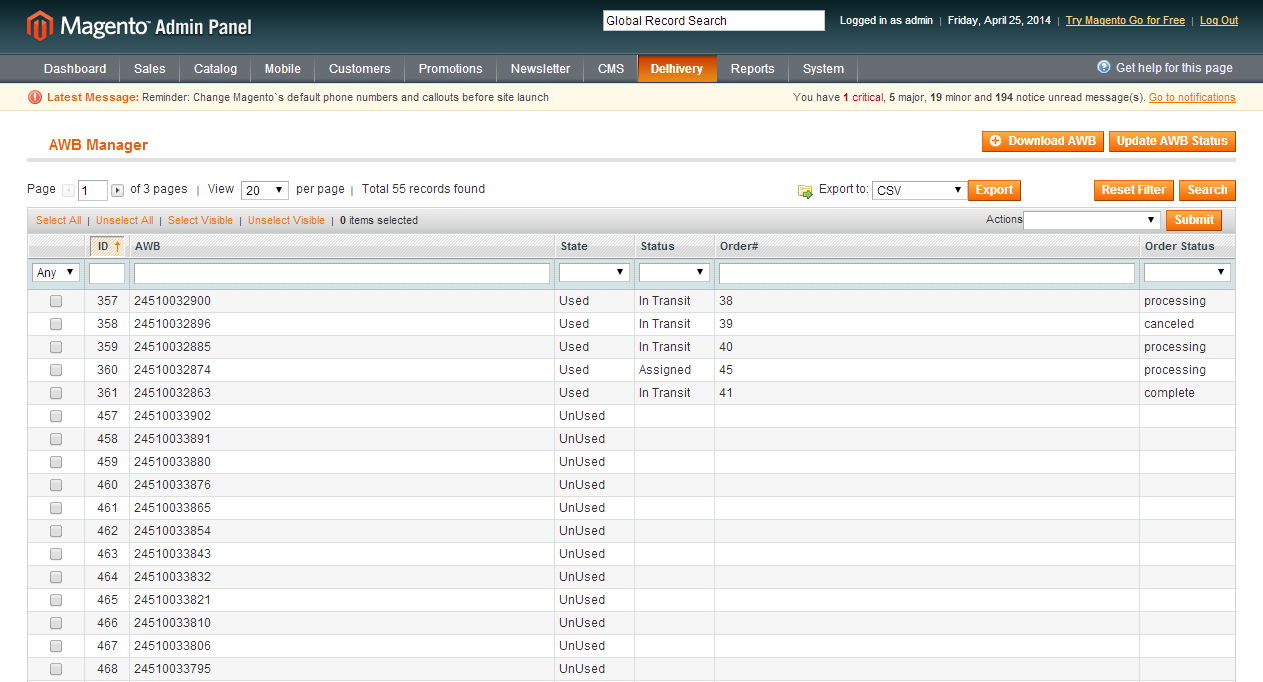 Magento™ Admin Panel
Global Record Search
Logged in as admin | Friday, April 25, 2014 | Try Magento Go for Free | Log Out
Dashboard Sales Catalog Mobile Customers Promotions Newsletter CMS Delhivery Reports System Get help for this page
Latest Message: Reminder: Change Magento`s default phone numbers and callouts before site launch You have 1 critical, 5 major, 19 minor and 194 notice unread message(s). Go to notifications
AWB Manager Download AWB Update AWB Status
Page 1 of 3 pages | View 20 per page | Total 55 records found Export to: CSV Export Reset Filter Search
Select All | Unselect All | Select Visible | Unselect Visible | 0 items selected Actions Submit
ID AWB State Status Order# Order Status
Any
357 24510032900 Used In Transit 38 processing
358 24510032896 Used In Transit 39 canceled
359 24510032885 Used In Transit 40 processing
360 24510032874 Used Assigned 45 processing
361 24510032863 Used In Transit 41 complete
457 24510033902 UnUsed
458 24510033891 UnUsed
459 24510033880 UnUsed
460 24510033876 UnUsed
461 24510033865 UnUsed
462 24510033854 UnUsed
463 24510033843 UnUsed
464 24510033832 UnUsed
465 24510033821 UnUsed
466 24510033810 UnUsed
467 24510033806 UnUsed
468 24510033795 UnUsed